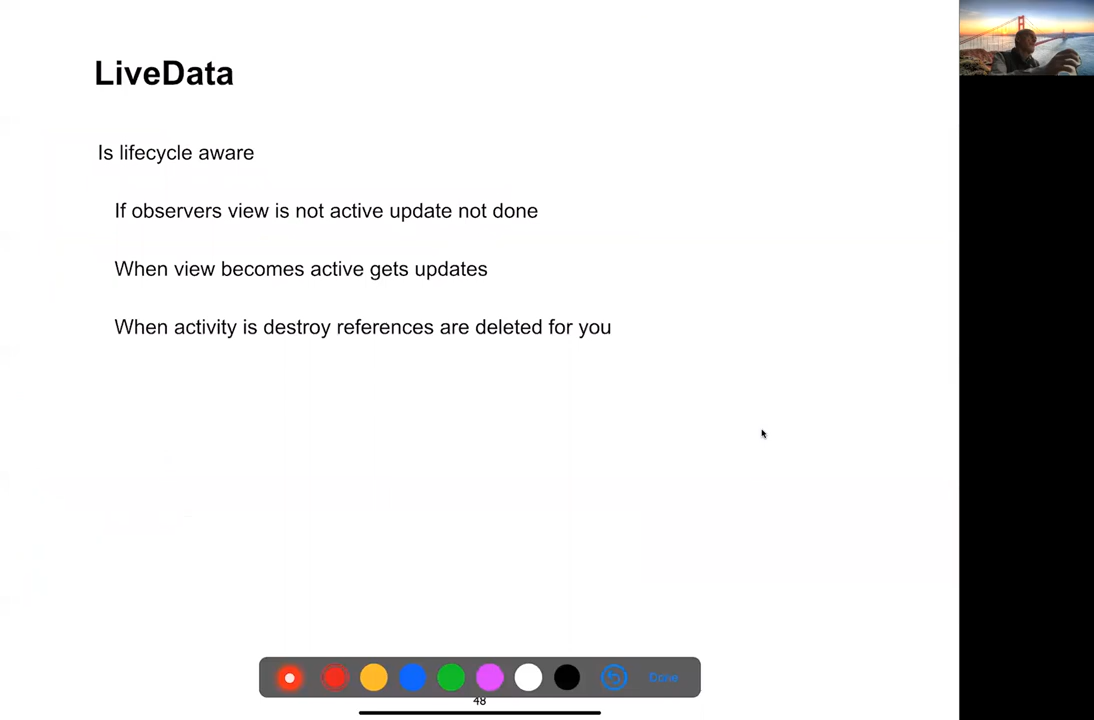 LiveData
Is lifecycle aware
If observers view is not active update not done
When view becomes active gets updates
When activity is destroy references are deleted for you
Done
48